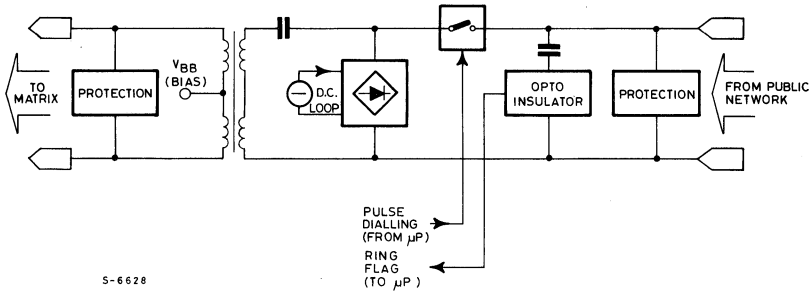 TO
MATRIX
PROTECTION
VBB
(BIAS)
D.C.
LOOP
OPTO
INSULATOR
PROTECTION
FROM PUBLIC
NETWORK
PULSE
DIALLING
(FROM μP)
RING
FLAG
(TO μP)
S-6628